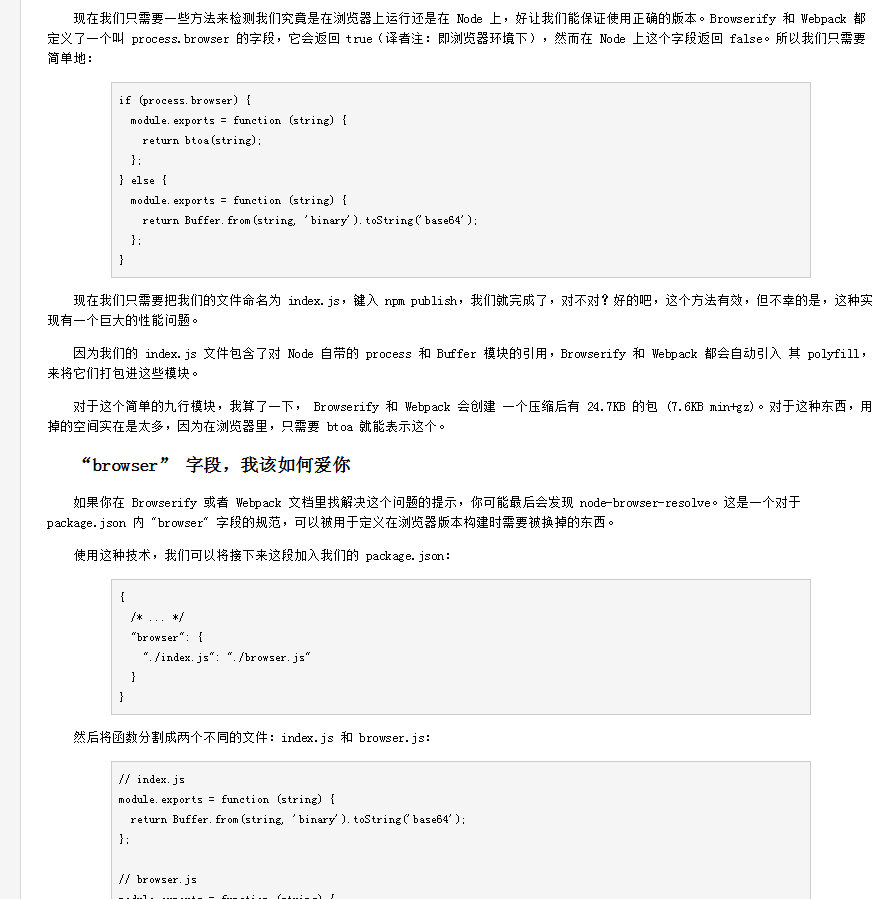 现在我们只需要一些方法来检测我们究竟是在浏览器上运行还是在 Node 上，好让我们能保证使用正确的版本。Browserify 和 Webpack 都
定义了一个叫 process.browser 的字段，它会返回 true（译者注：即浏览器环境下），然而在 Node 上这个字段返回 false。所以我们只需要
简单地：
if (process.browser) {
module.exports = function (string) {
return btoa(string);
};
} else {
module.exports = function (string) {
return Buffer.from(string, 'binary').toString('base64');
};
}
现在我们只需要把我们的文件命名为 index.js，键入 npm publish，我们就完成了，对不对？好的吧，这个方法有效，但不幸的是，这种实
现有一个巨大的性能问题。
因为我们的 index.js 文件包含了对 Node 自带的 process 和 Buffer 模块的引用，Browserify 和 Webpack 都会自动引入 其 polyfill，
来将它们打包进这些模块。
对于这个简单的九行模块，我算了一下， Browserify 和 Webpack 会创建 一个压缩后有 24.7KB 的包 (7.6KB min+gz)。对于这种东西，用
掉的空间实在是太多，因为在浏览器里，只需要 btoa 就能表示这个。
“browser” 字段，我该如何爱你
如果你在 Browserify 或者 Webpack 文档里找解决这个问题的提示，你可能最后会发现 node-browser-resolve。这是一个对于
package.json 内 "browser" 字段的规范，可以被用于定义在浏览器版本构建时需要被换掉的东西。
使用这种技术，我们可以将接下来这段加入我们的 package.json：
{
/* ... */
"browser": {
"./index.js": "./browser.js"
}
}
然后将函数分割成两个不同的文件：index.js 和 browser.js：
// index.js
module.exports = function (string) {
return Buffer.from(string, 'binary').toString('base64');
};
// browser.js
module.exports = function (string) {